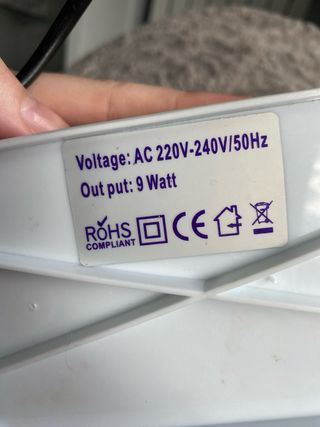 Voltage: AC 220V-240V/50Hz
Out put: 9 Watt
RoHS
COMPLIANT
CE